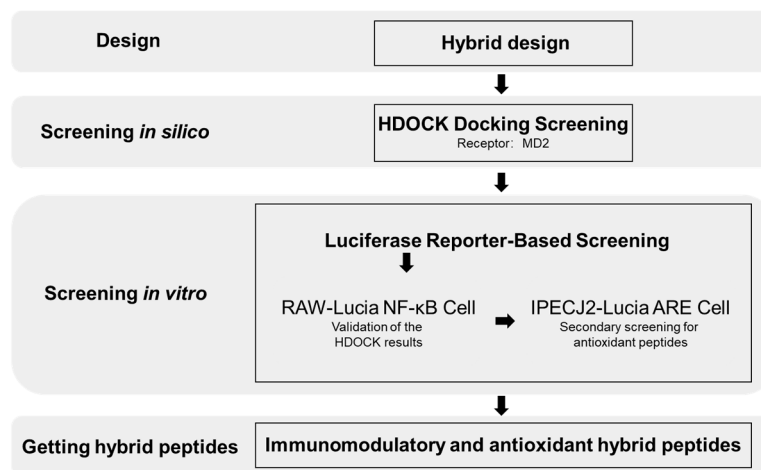 Design
Hybrid design
Screening in silico
HDOCK Docking Screening
Receptor： MD2
Screening in vitro
Luciferase Reporter-Based Screening
RAW-Lucia NF-κB Cell
Validation of the
HDOCK results
IPECJ2-Lucia ARE Cell
Secondary screening for
antioxidant peptides
Getting hybrid peptides
Immunomodulatory and antioxidant hybrid peptides